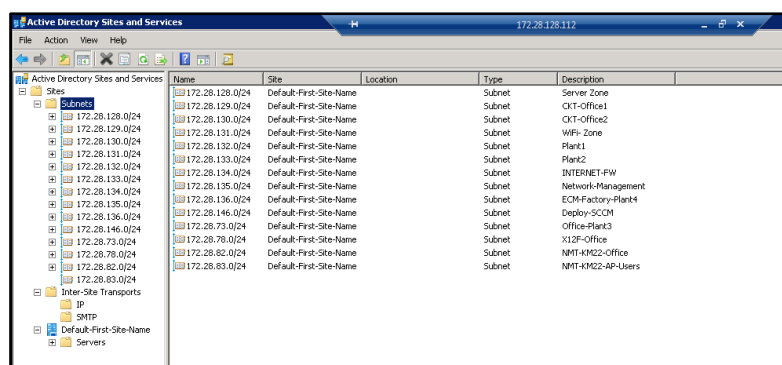 Active Directory Sites and Services
172.28.128.112
File Action View Help
Active Directory Sites and Services
Sites
Subnets
172.28.128.0/24
172.28.129.0/24
172.28.130.0/24
172.28.131.0/24
172.28.132.0/24
172.28.133.0/24
172.28.134.0/24
172.28.135.0/24
172.28.136.0/24
172.28.146.0/24
172.28.73.0/24
172.28.78.0/24
172.28.82.0/24
172.28.83.0/24
Inter-Site Transports
IP
SMTP
Default-First-Site-Name
Servers
Name Site Location Type Description
172.28.128.0/24 Default-First-Site-Name Subnet Server Zone
172.28.129.0/24 Default-First-Site-Name Subnet CKT-Office1
172.28.130.0/24 Default-First-Site-Name Subnet CKT-Office2
172.28.131.0/24 Default-First-Site-Name Subnet WiFi- Zone
172.28.132.0/24 Default-First-Site-Name Subnet Plant1
172.28.133.0/24 Default-First-Site-Name Subnet Plant2
172.28.134.0/24 Default-First-Site-Name Subnet INTERNET-FW
172.28.135.0/24 Default-First-Site-Name Subnet Network-Management
172.28.136.0/24 Default-First-Site-Name Subnet ECM-Factory-Plant4
172.28.146.0/24 Default-First-Site-Name Subnet Deploy-SCCM
172.28.73.0/24 Default-First-Site-Name Subnet Office-Plant3
172.28.78.0/24 Default-First-Site-Name Subnet X12F-Office
172.28.82.0/24 Default-First-Site-Name Subnet NMT-KM22-Office
172.28.83.0/24 Default-First-Site-Name Subnet NMT-KM22-AP-Users